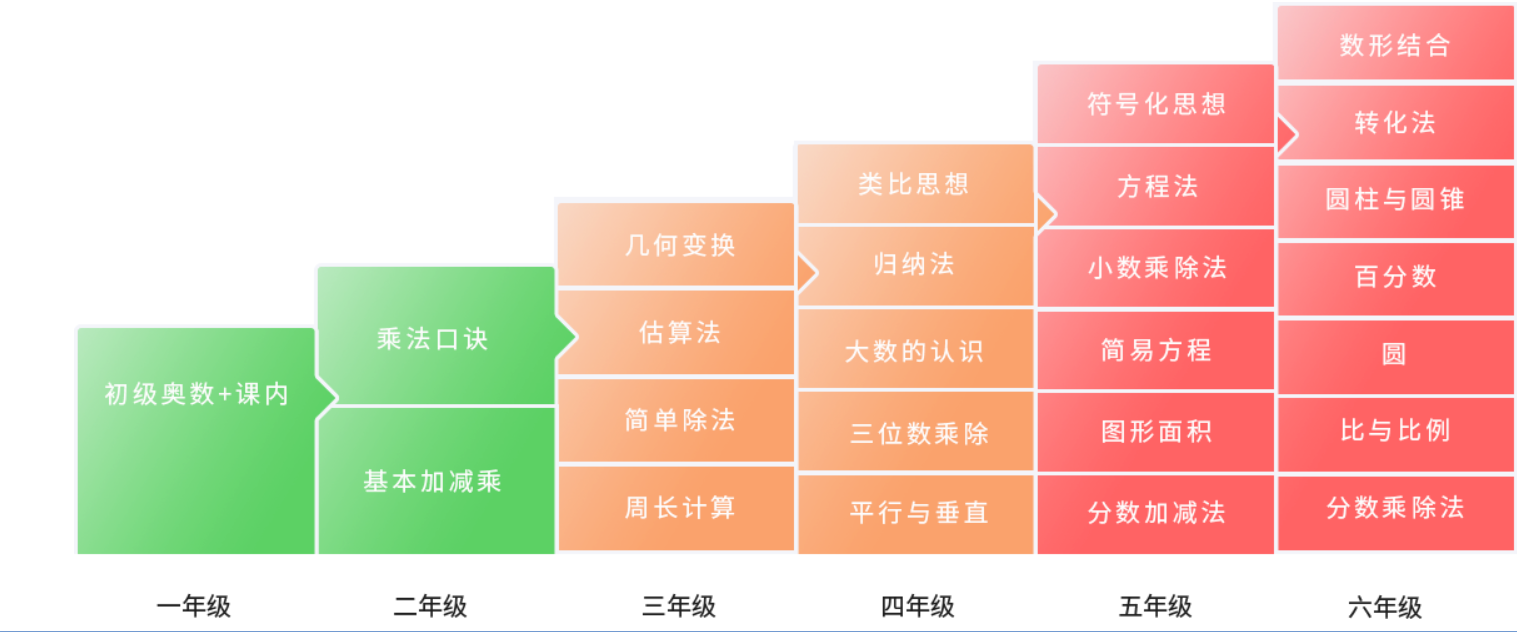 初级奥数+课内
乘法口诀
基本加减乘
几何变换
估算法
简单除法
周长计算
类比思想
归纳法
大数的认识
三位数乘除
平行与垂直
符号化思想
方程法
小数乘除法
简易方程
图形面积
分数加减法
数形结合
转化法
圆柱与圆锥
百分数
圆
比与比例
分数乘除法
一年级
二年级
三年级
四年级
五年级
六年级